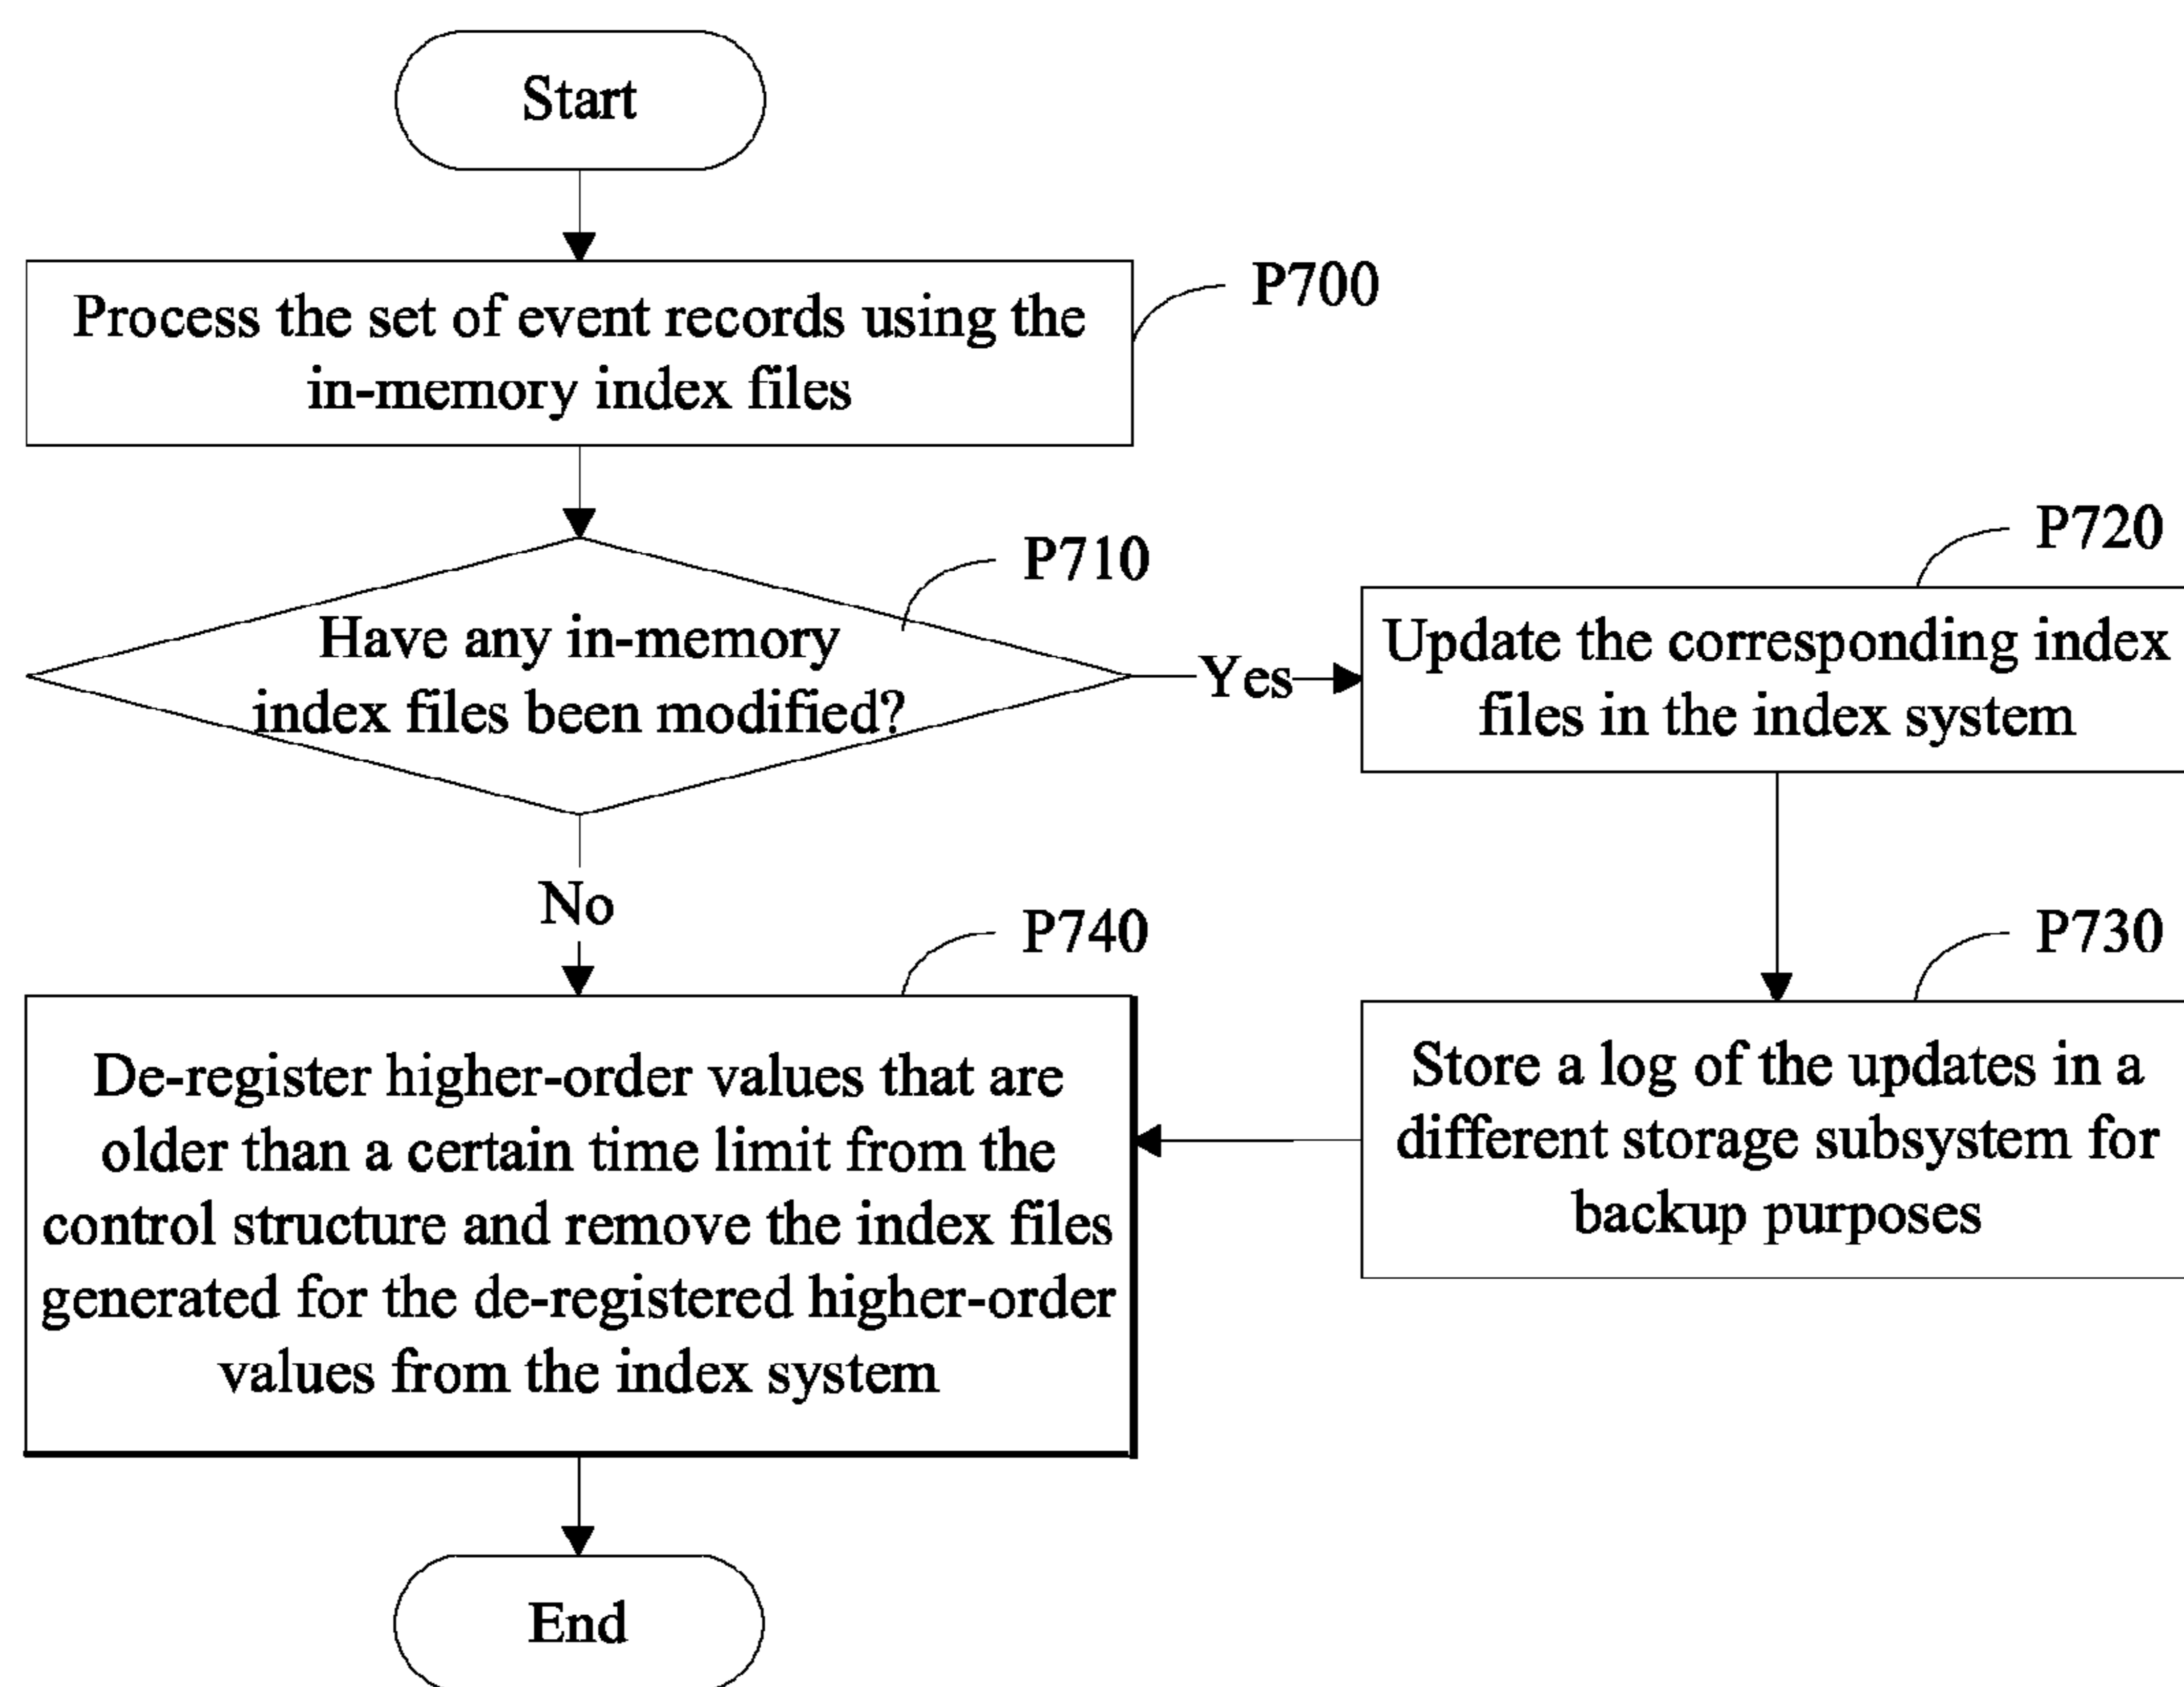 Start
P700
Process the set of event records using the
in-memory index files
P710
Have any in-memory
index files been modified?
Yes
P720
Update the corresponding index
files in the index system
No
P740
De-register higher-order values that are
older than a certain time limit from the
control structure and remove the index files
generated for the de-registered higher-order
values from the index system
P730
Store a log of the updates in a
different storage subsystem for
backup purposes
End